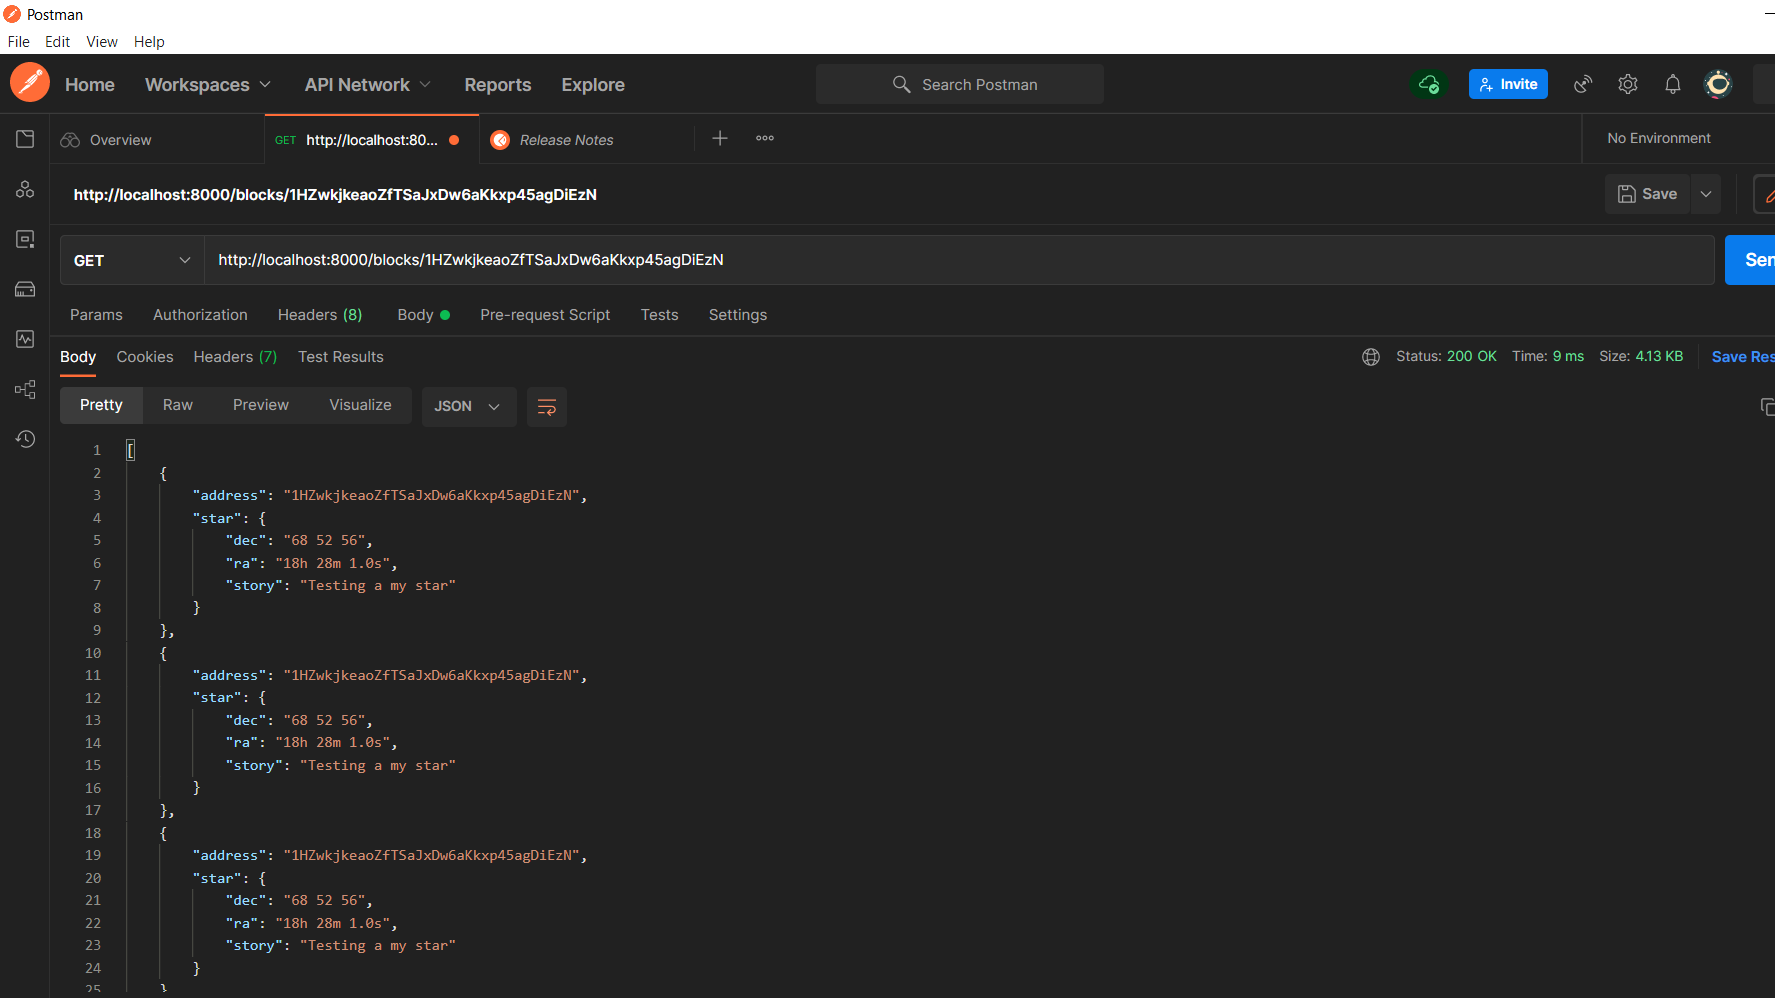 Postman
File Edit View Help
Home Workspaces API Network Reports Explore Search Postman Invite
Overview GET http://localhost:80... Release Notes No Environment
http://localhost:8000/blocks/1HZwkjkeaoZfTSaJxDw6aKkxp45agDiEzN Save
GET http://localhost:8000/blocks/1HZwkjkeaoZfTSaJxDw6aKkxp45agDiEzN Sen
Params Authorization Headers (8) Body Pre-request Script Tests Settings
Body Cookies Headers (7) Test Results Status: 200 OK Time: 9 ms Size: 4.13 KB Save Res
Pretty Raw Preview Visualize JSON
1 [
2 {
3 "address": "1HZwkjkeaoZfTSaJxDw6aKkxp45agDiEzN",
4 "star": {
5 "dec": "68 52 56",
6 "ra": "18h 28m 1.0s",
7 "story": "Testing a my star"
8 }
9 },
10 {
11 "address": "1HZwkjkeaoZfTSaJxDw6aKkxp45agDiEzN",
12 "star": {
13 "dec": "68 52 56",
14 "ra": "18h 28m 1.0s",
15 "story": "Testing a my star"
16 }
17 },
18 {
19 "address": "1HZwkjkeaoZfTSaJxDw6aKkxp45agDiEzN",
20 "star": {
21 "dec": "68 52 56",
22 "ra": "18h 28m 1.0s",
23 "story": "Testing a my star"
24 }
25 }